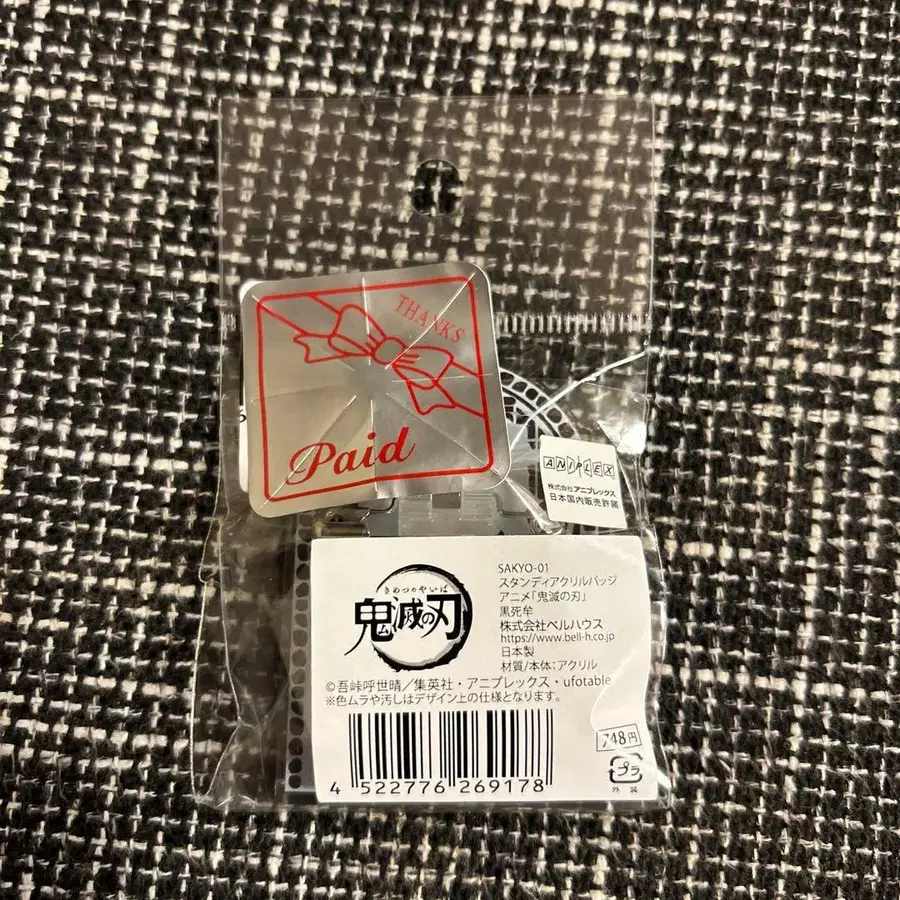 THANKS
Paid
ANIPLEX
株式会社アニプレックス
日本国内販売許諾
きめつのやいば
鬼滅の刃
SAKYO-01
スタンディアクリルバッジ
アニメ「鬼滅の刃」
黒死牟
株式会社ベルハウス
https://www.bell-h.co.jp
日本製
材質/本体:アクリル
©吾峠呼世晴／集英社・アニプレックス・ufotable
※色ムラや汚しはデザイン上の仕様となります。
748円
プラ
外装
4 522776 269178